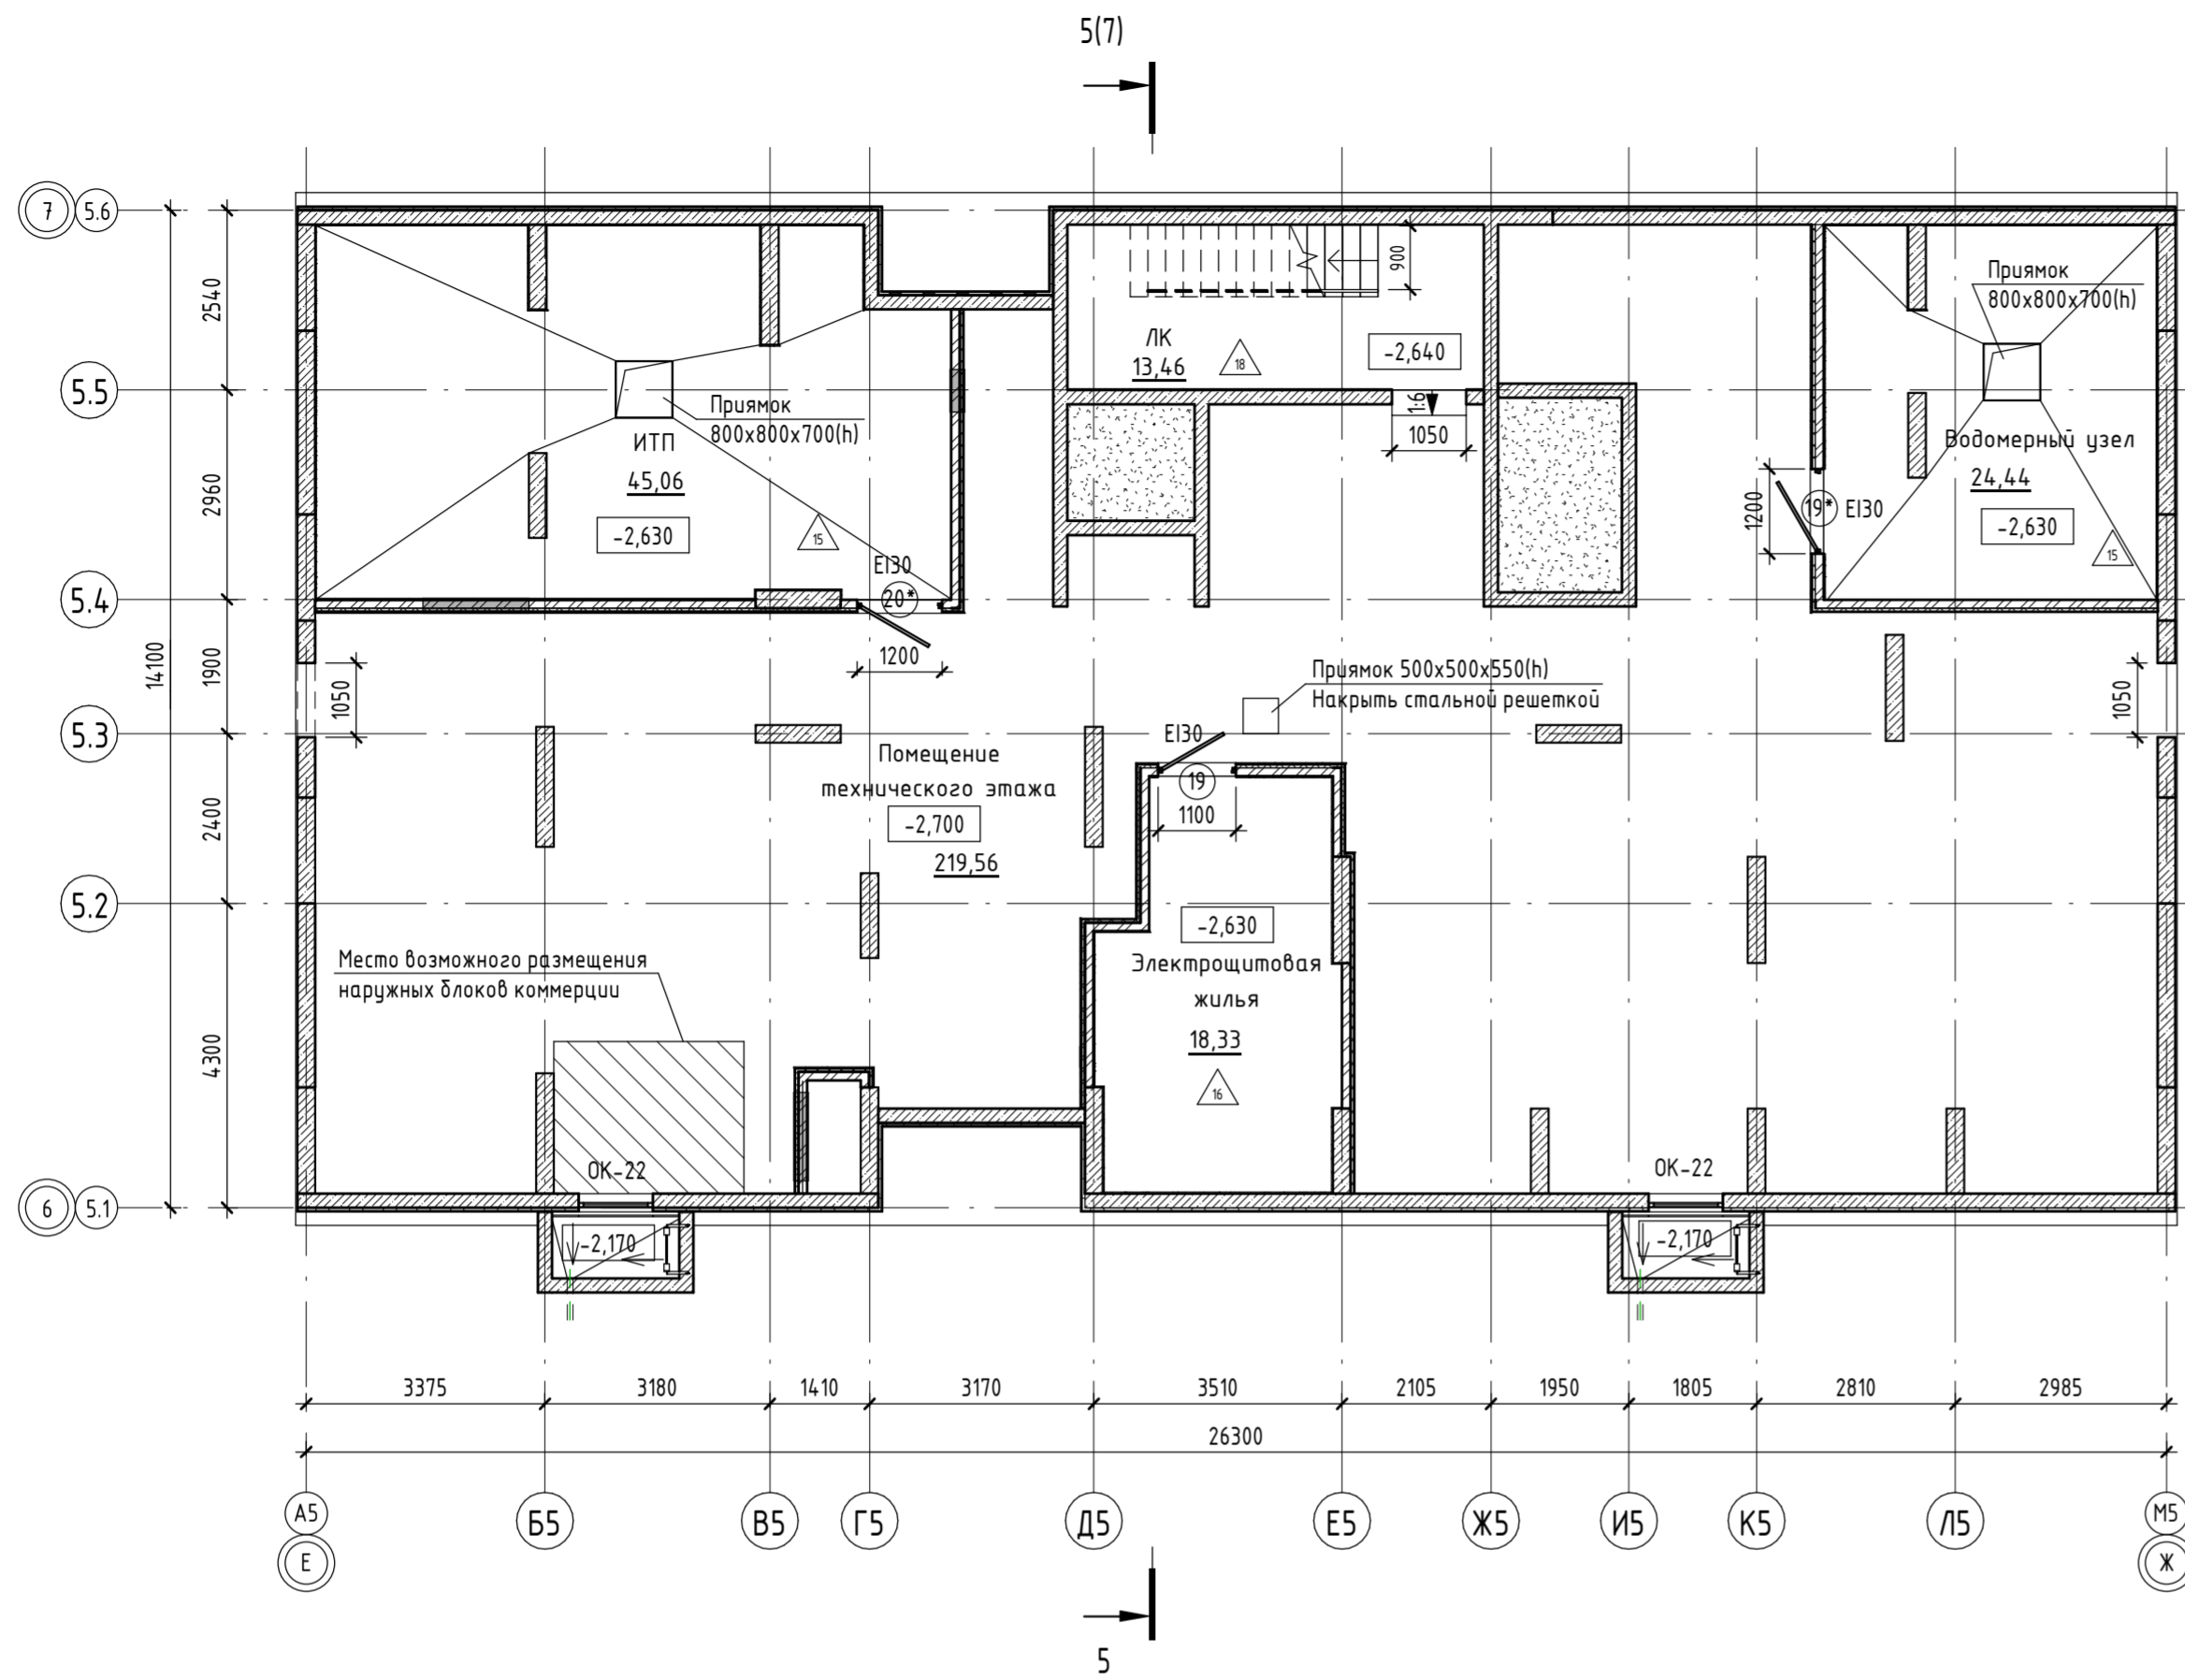 5(7)
7
5.6
5.5
5.4
5.3
5.2
6
5.1
14100
2540
2960
1900
2400
4300
900
ЛК
13,46
18
-2,640
1:6
1050
Приямок
800х800х700(h)
ИТП
45,06
-2,630
15
EI30
20*
1200
Приямок
800х800х700(h)
Водомерный узел
24,44
-2,630
15
1200
19*
EI30
1050
1050
Приямок 500х500х550(h)
Накрыть стальной решеткой
EI30
19
1100
Помещение
технического этажа
-2,700
219,56
-2,630
Электрощитовая
жилья
18,33
16
Место возможного размещения
наружных блоков коммерции
ОК-22
ОК-22
-2,170
-2,170
3375
3180
1410
3170
3510
2105
1950
1805
2810
2985
26300
А5
Б5
В5
Г5
Д5
Е5
Ж5
И5
К5
Л5
М5
Е
Ж
5